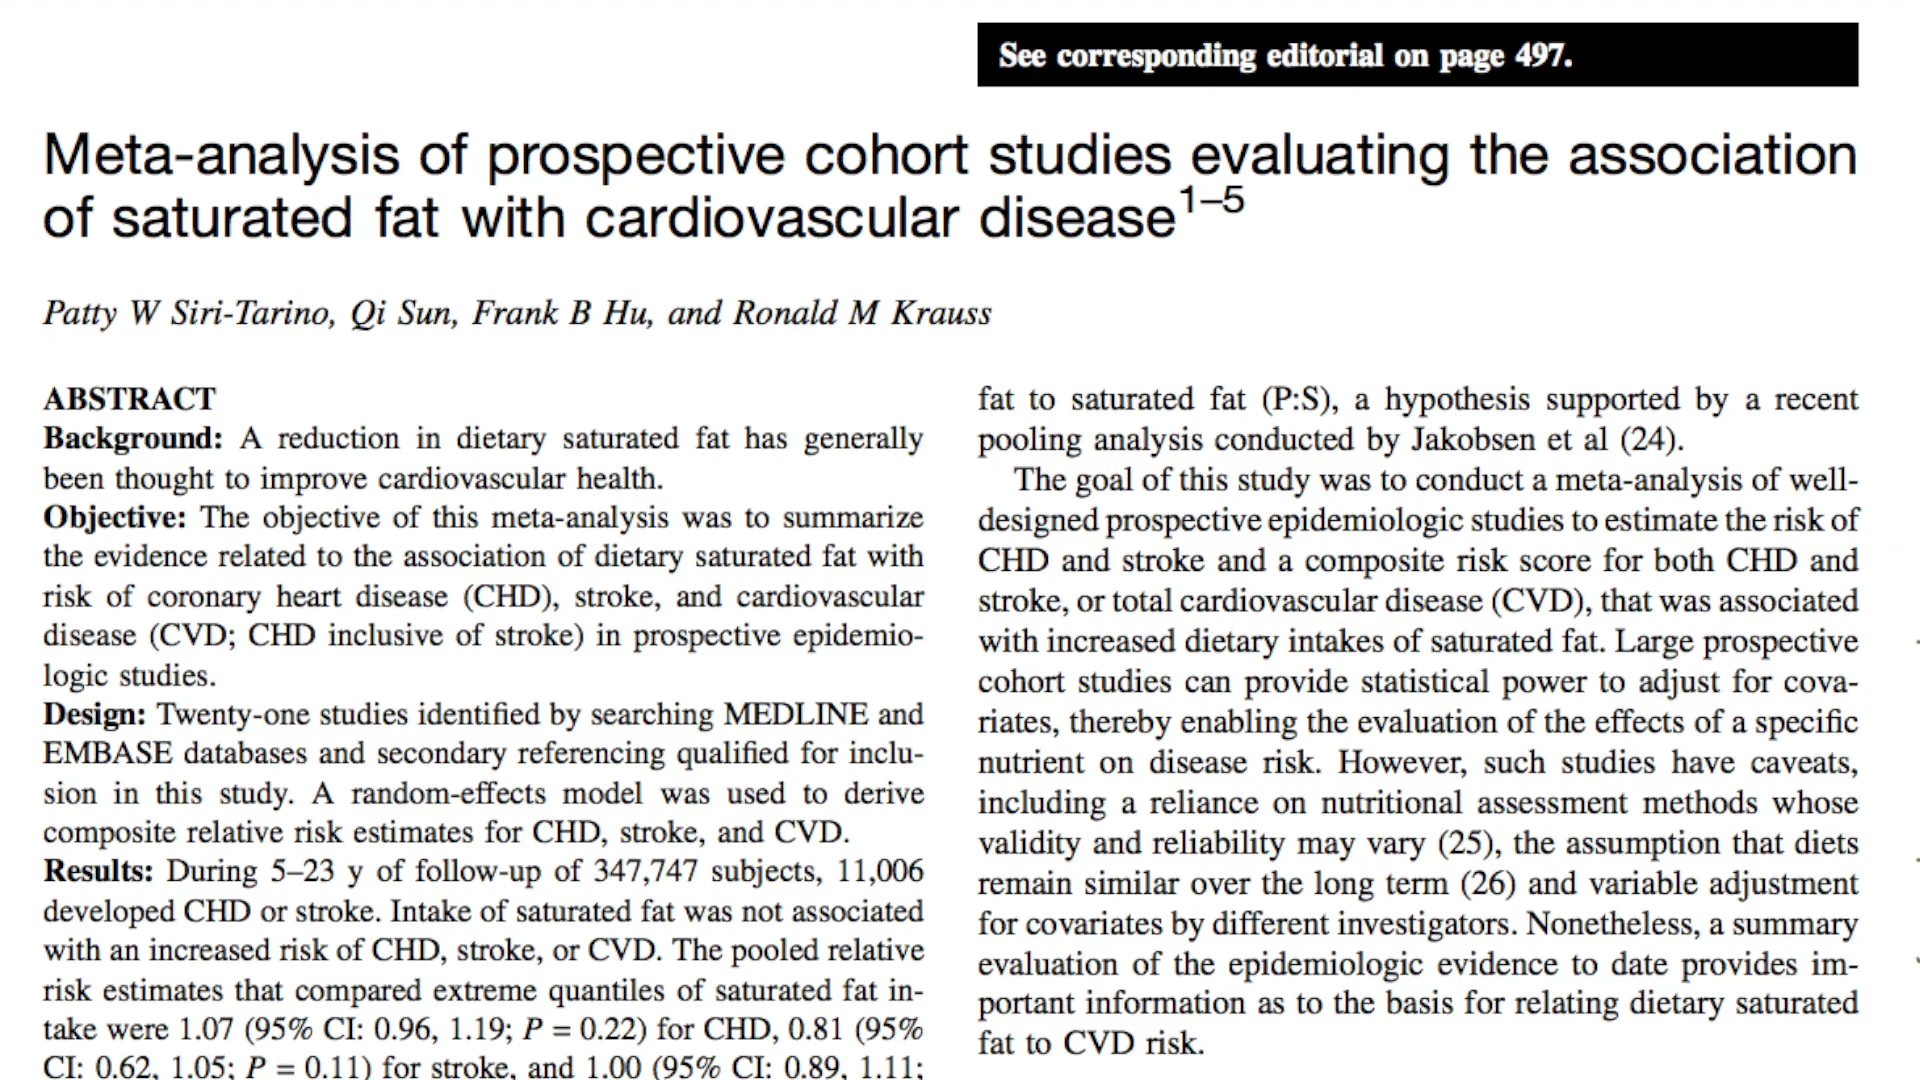 See corresponding editorial on page 497.
Meta-analysis of prospective cohort studies evaluating the association
of saturated fat with cardiovascular disease1–5
Patty W Siri-Tarino, Qi Sun, Frank B Hu, and Ronald M Krauss
ABSTRACT
Background: A reduction in dietary saturated fat has generally
been thought to improve cardiovascular health.
Objective: The objective of this meta-analysis was to summarize
the evidence related to the association of dietary saturated fat with
risk of coronary heart disease (CHD), stroke, and cardiovascular
disease (CVD; CHD inclusive of stroke) in prospective epidemio-
logic studies.
Design: Twenty-one studies identified by searching MEDLINE and
EMBASE databases and secondary referencing qualified for inclu-
sion in this study. A random-effects model was used to derive
composite relative risk estimates for CHD, stroke, and CVD.
Results: During 5–23 y of follow-up of 347,747 subjects, 11,006
developed CHD or stroke. Intake of saturated fat was not associated
with an increased risk of CHD, stroke, or CVD. The pooled relative
risk estimates that compared extreme quantiles of saturated fat in-
take were 1.07 (95% CI: 0.96, 1.19; P = 0.22) for CHD, 0.81 (95%
CI: 0.62, 1.05; P = 0.11) for stroke, and 1.00 (95% CI: 0.89, 1.11;
fat to saturated fat (P:S), a hypothesis supported by a recent
pooling analysis conducted by Jakobsen et al (24).
The goal of this study was to conduct a meta-analysis of well-
designed prospective epidemiologic studies to estimate the risk of
CHD and stroke and a composite risk score for both CHD and
stroke, or total cardiovascular disease (CVD), that was associated
with increased dietary intakes of saturated fat. Large prospective
cohort studies can provide statistical power to adjust for cova-
riates, thereby enabling the evaluation of the effects of a specific
nutrient on disease risk. However, such studies have caveats,
including a reliance on nutritional assessment methods whose
validity and reliability may vary (25), the assumption that diets
remain similar over the long term (26) and variable adjustment
for covariates by different investigators. Nonetheless, a summary
evaluation of the epidemiologic evidence to date provides im-
portant information as to the basis for relating dietary saturated
fat to CVD risk.